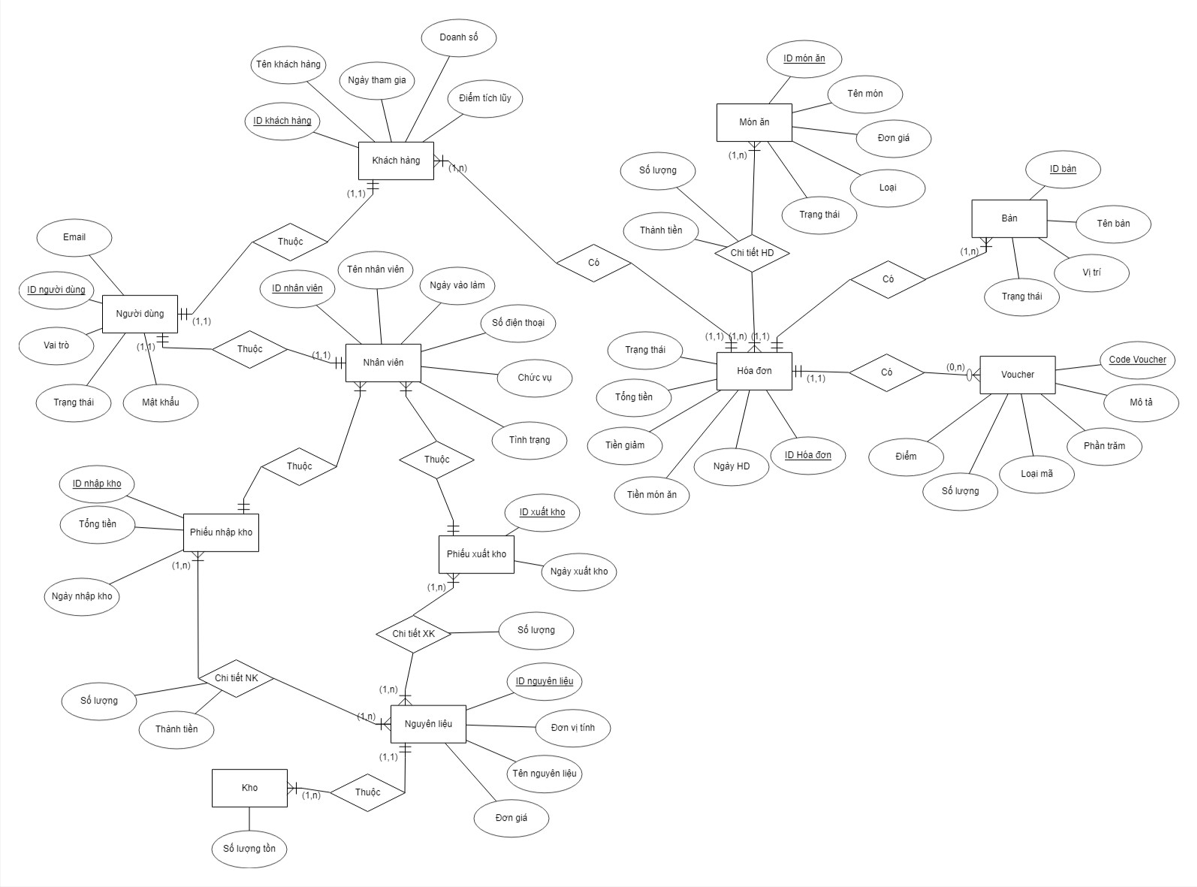 Doanh số
Tên khách hàng
Ngày tham gia
Điểm tích lũy
ID khách hàng
Khách hàng
(1,n)
(1,1)
ID món ăn
Tên món
Món ăn
Đơn giá
(1,n)
Loại
Trạng thái
Số lượng
Thành tiền
Chi tiết HD
ID bàn
Bàn
Tên bàn
(1,n)
Vị trí
Trạng thái
Thuộc
Có
Có
Email
ID người dùng
Người dùng
(1,1)
Vai trò
(1,1)
Trạng thái
Mật khẩu
Thuộc
Tên nhân viên
ID nhân viên
Ngày vào làm
Số điện thoại
(1,1)
Nhân viên
Chức vụ
Tình trạng
(1,1)
(1,n)
(1,1)
Trạng thái
Hóa đơn
(1,1)
Tổng tiền
Tiền giảm
Tiền món ăn
Ngày HD
ID Hóa đơn
Có
(0,n)
Voucher
Code Voucher
Mô tả
Phần trăm
Loại mã
Số lượng
Điểm
Thuộc
Thuộc
ID nhập kho
Tổng tiền
Phiếu nhập kho
(1,n)
Ngày nhập kho
ID xuất kho
Phiếu xuất kho
Ngày xuất kho
(1,n)
Chi tiết XK
Số lượng
Chi tiết NK
Số lượng
Thành tiền
(1,n)
(1,n)
ID nguyên liệu
Nguyên liệu
Đơn vị tính
(1,1)
Tên nguyên liệu
Đơn giá
Kho
(1,n)
Thuộc
Số lượng tồn